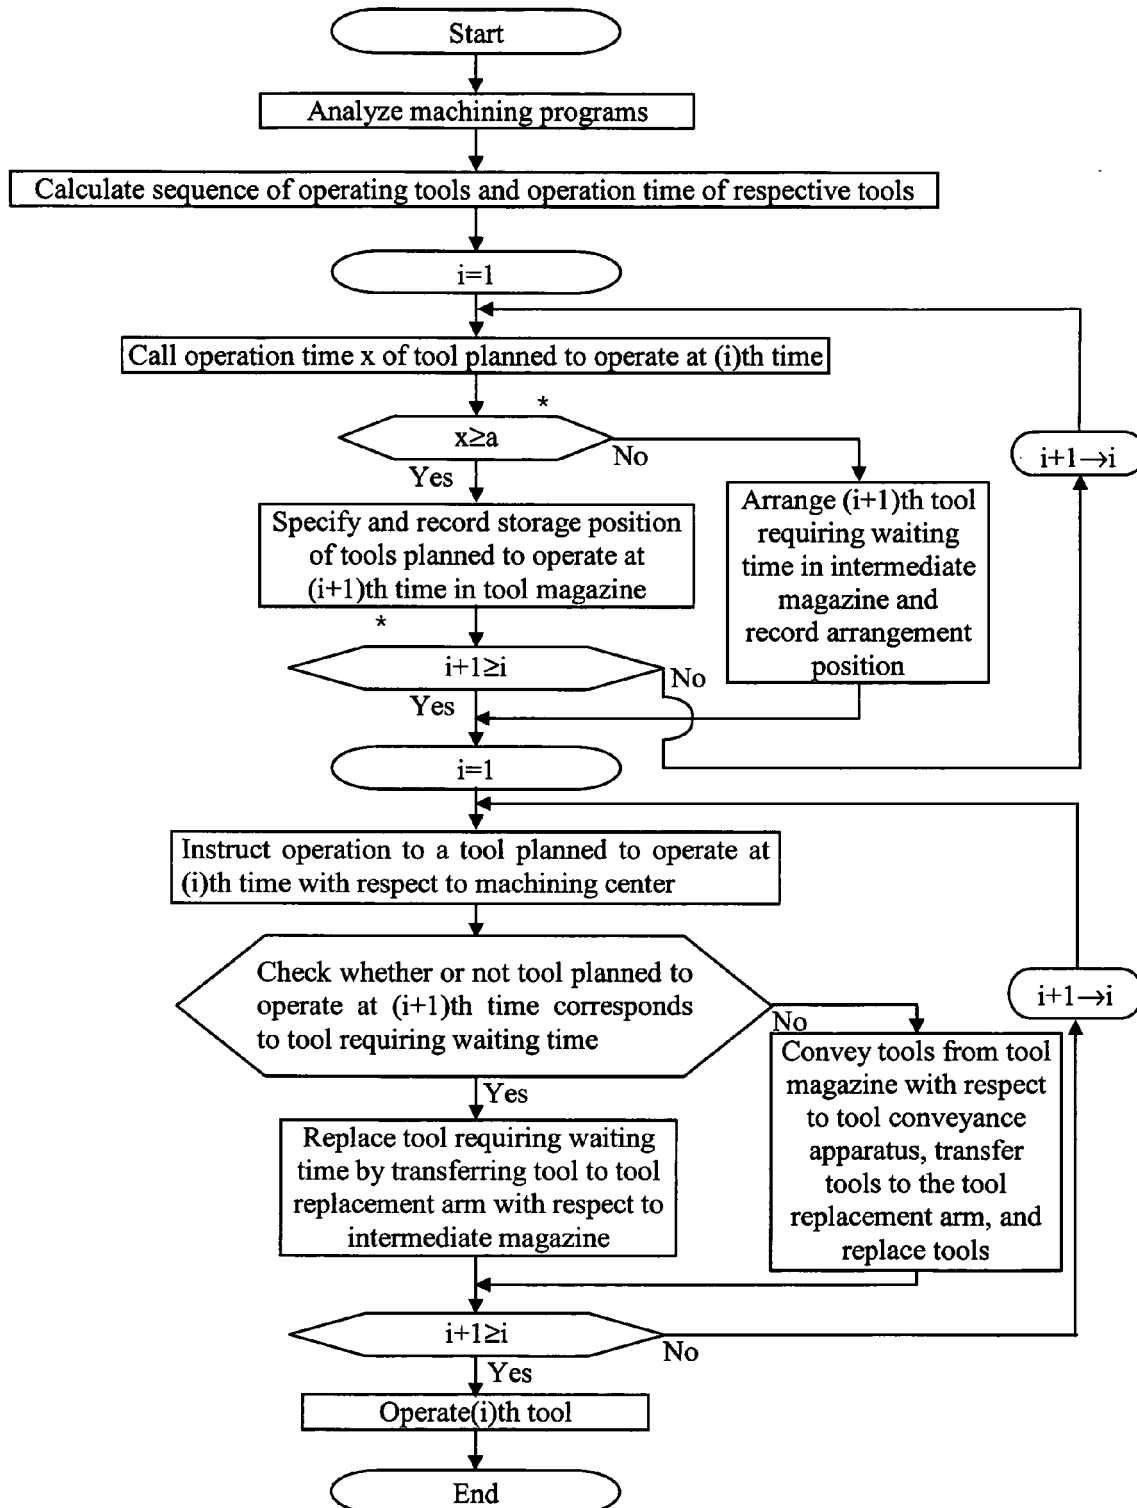 Start
Analyze machining programs
Calculate sequence of operating tools and operation time of respective tools
i=1
Call operation time x of tool planned to operate at (i)th time
*
x≥a
No
Yes
i+1→i
Specify and record storage position
of tools planned to operate at
(i+1)th time in tool magazine
Arrange (i+1)th tool
requiring waiting
time in intermediate
magazine and
record arrangement
position
*
i+1≥i
No
Yes
i=1
Instruct operation to a tool planned to operate at
(i)th time with respect to machining center
Check whether or not tool planned to
operate at (i+1)th time corresponds
to tool requiring waiting time
No
Yes
i+1→i
Convey tools from tool
magazine with respect
to tool conveyance
apparatus, transfer
tools to the tool
replacement arm, and
replace tools
Replace tool requiring waiting
time by transferring tool to tool
replacement arm with respect to
intermediate magazine
i+1≥i
No
Yes
Operate(i)th tool
End